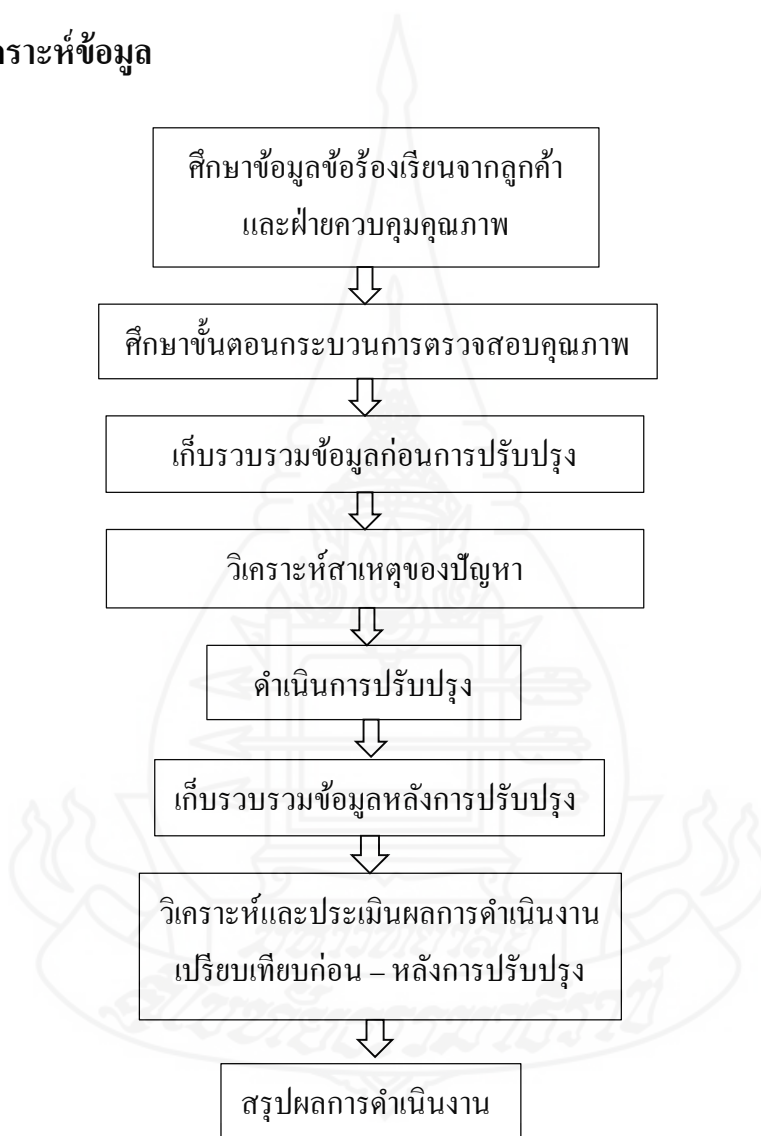 คราะห์ข้อมูล
ศึกษาข้อมูลข้อร้องเรียนจากลูกค้า
และฝ่ายควบคุมคุณภาพ
ศึกษาขั้นตอนกระบวนการตรวจสอบคุณภาพ
เก็บรวบรวมข้อมูลก่อนการปรับปรุง
วิเคราะห์สาเหตุของปัญหา
ดำเนินการปรับปรุง
เก็บรวบรวมข้อมูลหลังการปรับปรุง
วิเคราะห์และประเมินผลการดำเนินงาน
เปรียบเทียบก่อน – หลังการปรับปรุง
สรุปผลการดำเนินงาน